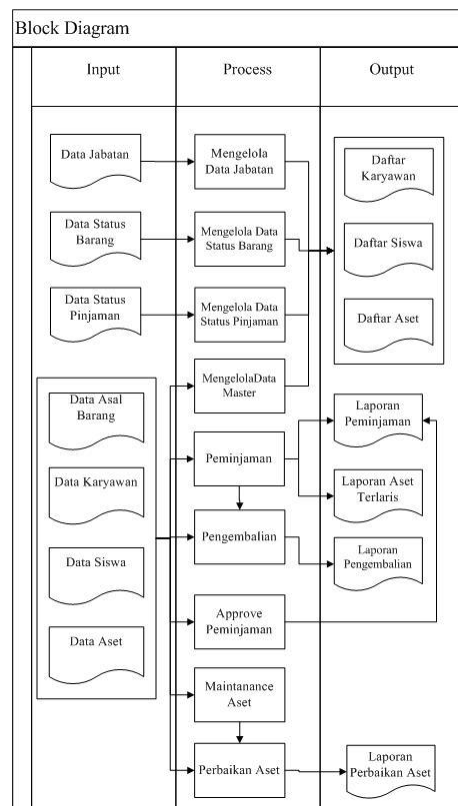 Block Diagram
Input
Process
Output
Data Jabatan
Data Status
Barang
Data Status
Pinjaman
Data Asal
Barang
Data Karyawan
Data Siswa
Data Aset
Mengelola
Data Jabatan
Mengelola Data
Status Barang
Mengelola Data
Status Pinjaman
MengelolaData
Master
Peminjaman
Pengembalian
Approve
Peminjaman
Maintanance
Aset
Perbaikan Aset
Daftar
Karyawan
Daftar Siswa
Daftar Aset
Laporan
Peminjaman
Laporan Aset
Terlaris
Laporan
Pengembalian
Laporan
Perbaikan Aset